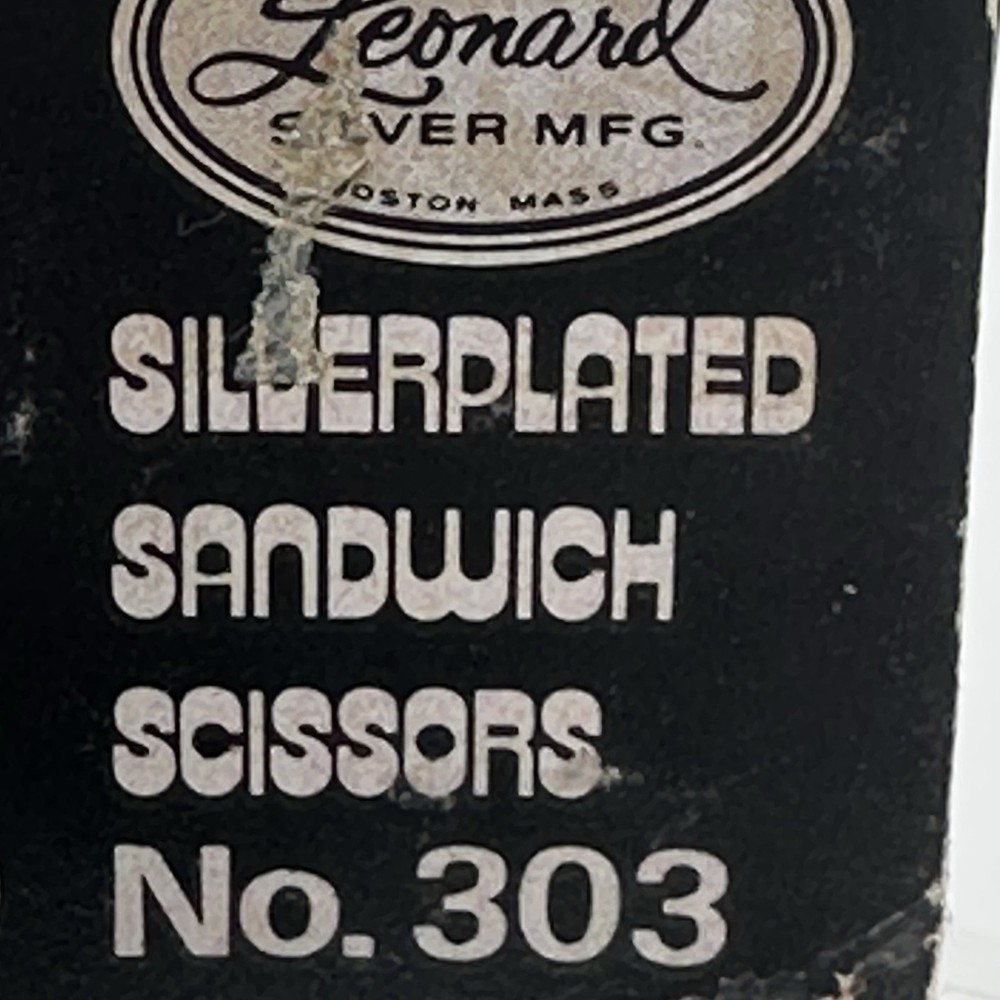 Leonard
SILVER MFG.
BOSTON MASS
SILVERPLATED
SANDWICH
SCISSORS
No. 303